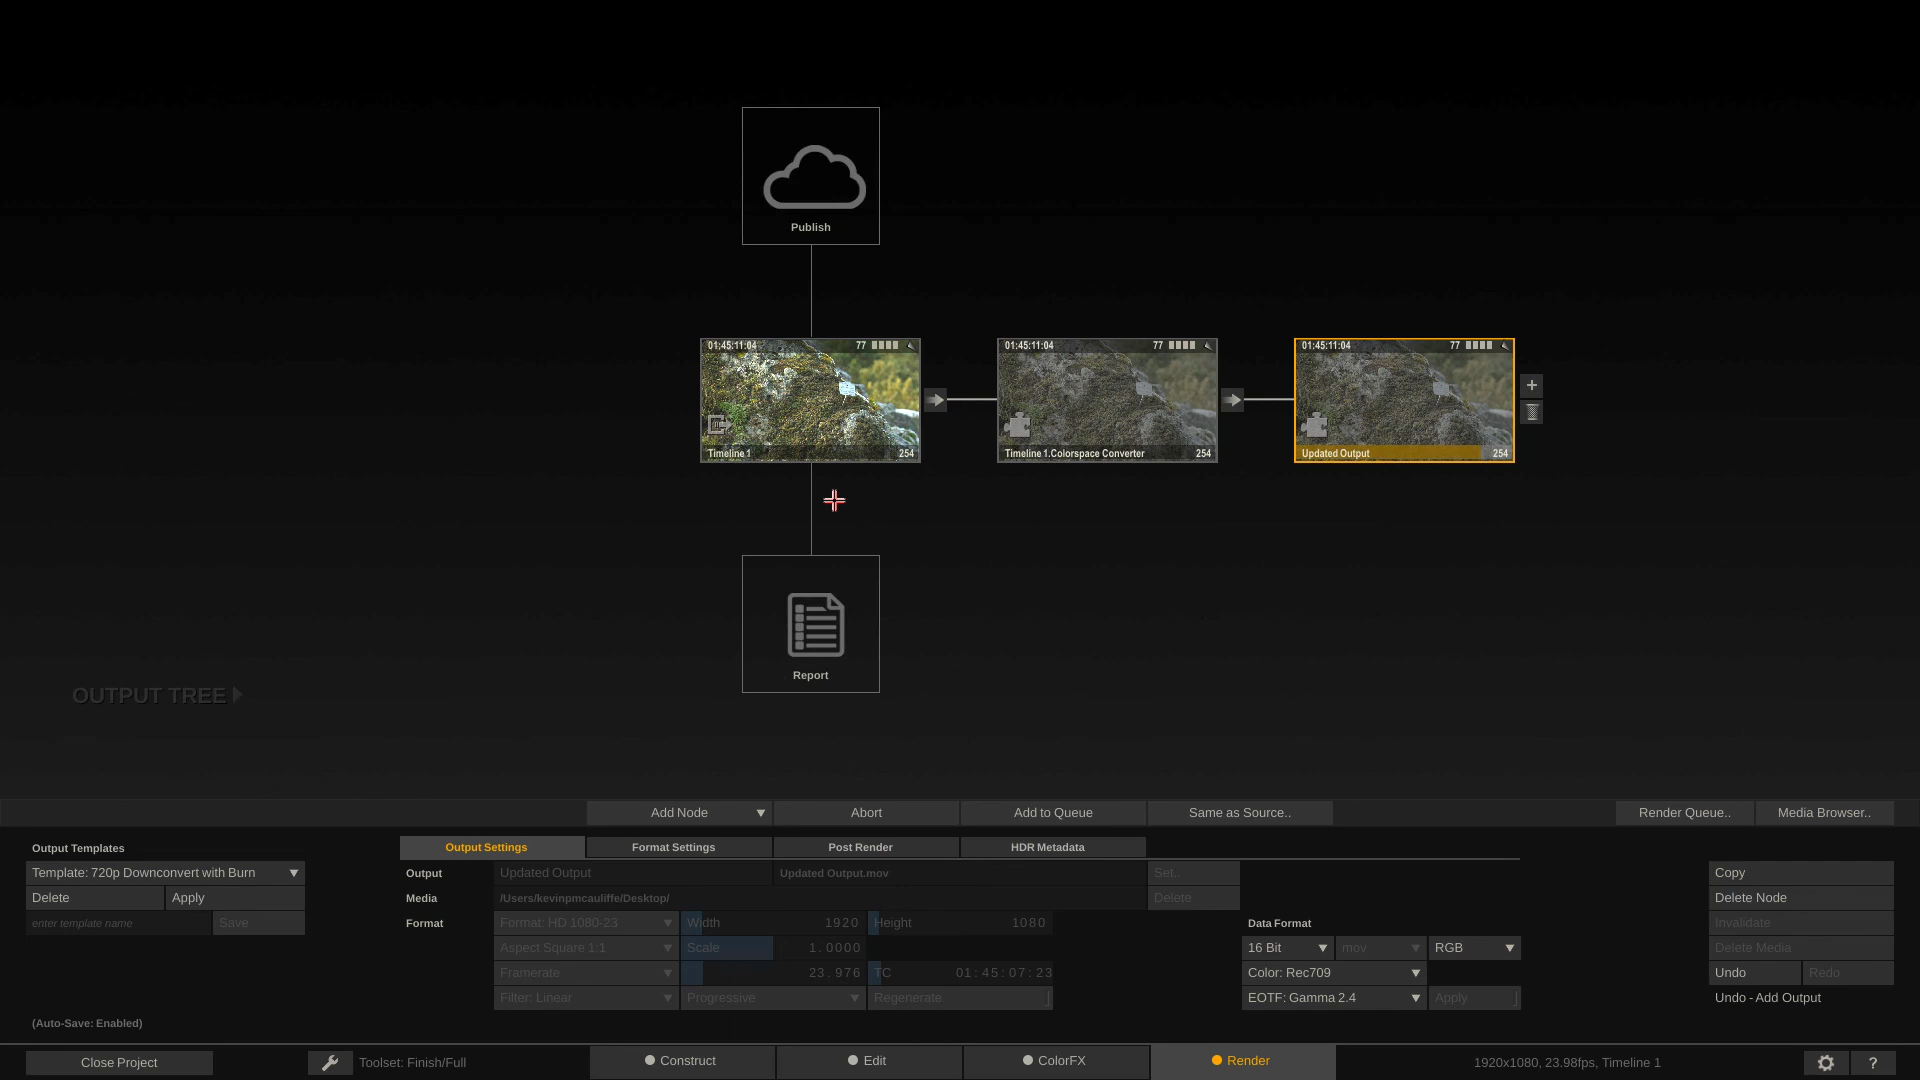 Publish
01:45:11:04 77
Timeline 1 254
01:45:11:04 77
Timeline 1.Colorspace Converter 254
01:45:11:04 77
Updated Output 254
+
Report
OUTPUT TREE
Add Node
Abort
Add to Queue
Same as Source..
Render Queue..
Media Browser..
Output Templates
Template: 720p Downconvert with Burn
Delete
Apply
enter template name
Save
(Auto-Save: Enabled)
Output Settings
Format Settings
Post Render
HDR Metadata
Output
Updated Output
Updated Output.mov
Set..
Media
/Users/kevinpmcauliffe/Desktop/
Delete
Format
Format: HD 1080-23
Width 1920
Height 1080
Aspect Square 1:1
Scale 1.0000
Framerate
23.976
TC 01:45:07:23
Filter: Linear
Progressive
Regenerate
Data Format
16 Bit
mov
RGB
Color: Rec709
EOTF: Gamma 2.4
Apply
Copy
Delete Node
Invalidate
Delete Media
Undo
Redo
Undo - Add Output
Close Project
Toolset: Finish/Full
Construct
Edit
ColorFX
Render
1920x1080, 23.98fps, Timeline 1
?